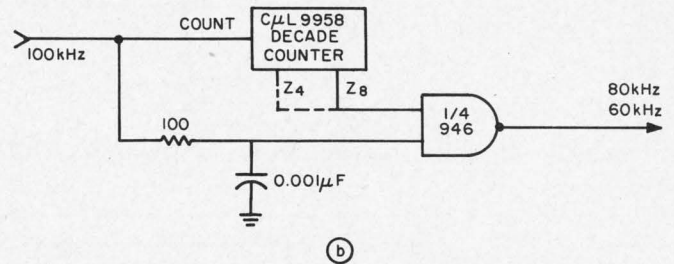 COUNT
100kHz
CμL 9958
DECADE
COUNTER
Z4
Z8
80kHz
60kHz
1/4
946
100
0.001μF
b